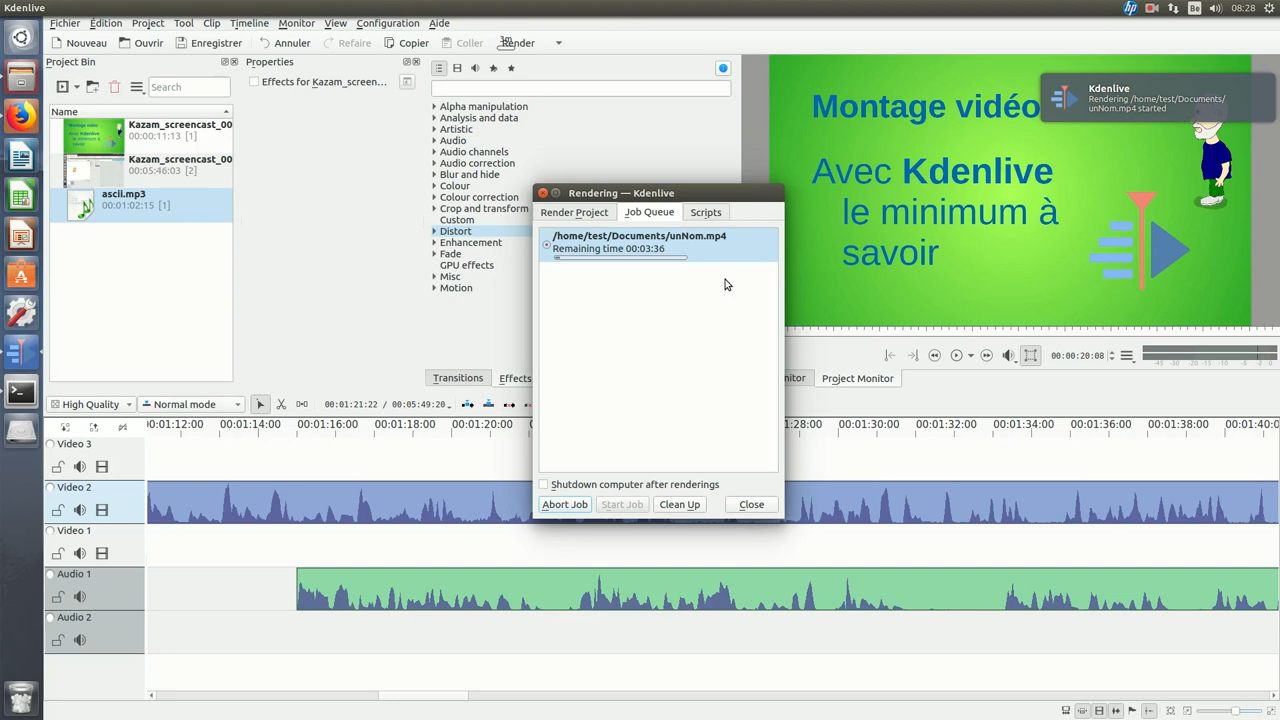 Kdenlive
Be
08:28
Fichier Édition Project Tool Clip Timeline Monitor View Configuration Aide
Nouveau Ouvrir Enregistrer Annuler Refaire Copier Coller Render
Project Bin
Search
Name
Kazam_screencast_00
00:00:11:13 [1]
Kazam_screencast_00
00:05:46:03 [2]
ascii.mp3
00:01:02:15 [1]
Properties
Effects for Kazam_screen...
Alpha manipulation
Analysis and data
Artistic
Audio
Audio channels
Audio correction
Blur and hide
Colour
Colour correction
Crop and transform
Custom
Distort
Enhancement
Fade
GPU effects
Misc
Motion
Transitions Effects
Rendering — Kdenlive
Render Project Job Queue Scripts
/home/test/Documents/unNom.mp4
Remaining time 00:03:36
Shutdown computer after renderings
Abort Job Start Job Clean Up Close
Montage vidéo
Avec Kdenlive
le minimum à
savoir
Kdenlive
Rendering /home/test/Documents/
unNom.mp4 started
00:00:20:08
Project Monitor
High Quality Normal mode 00:01:21:22 / 00:05:49:20
00:01:12:00 00:01:14:00 00:01:16:00 00:01:18:00 00:01:20:00 00:01:30:00 00:01:32:00 00:01:34:00 00:01:36:00 00:01:38:00
Video 3
Video 2
Video 1
Audio 1
Audio 2